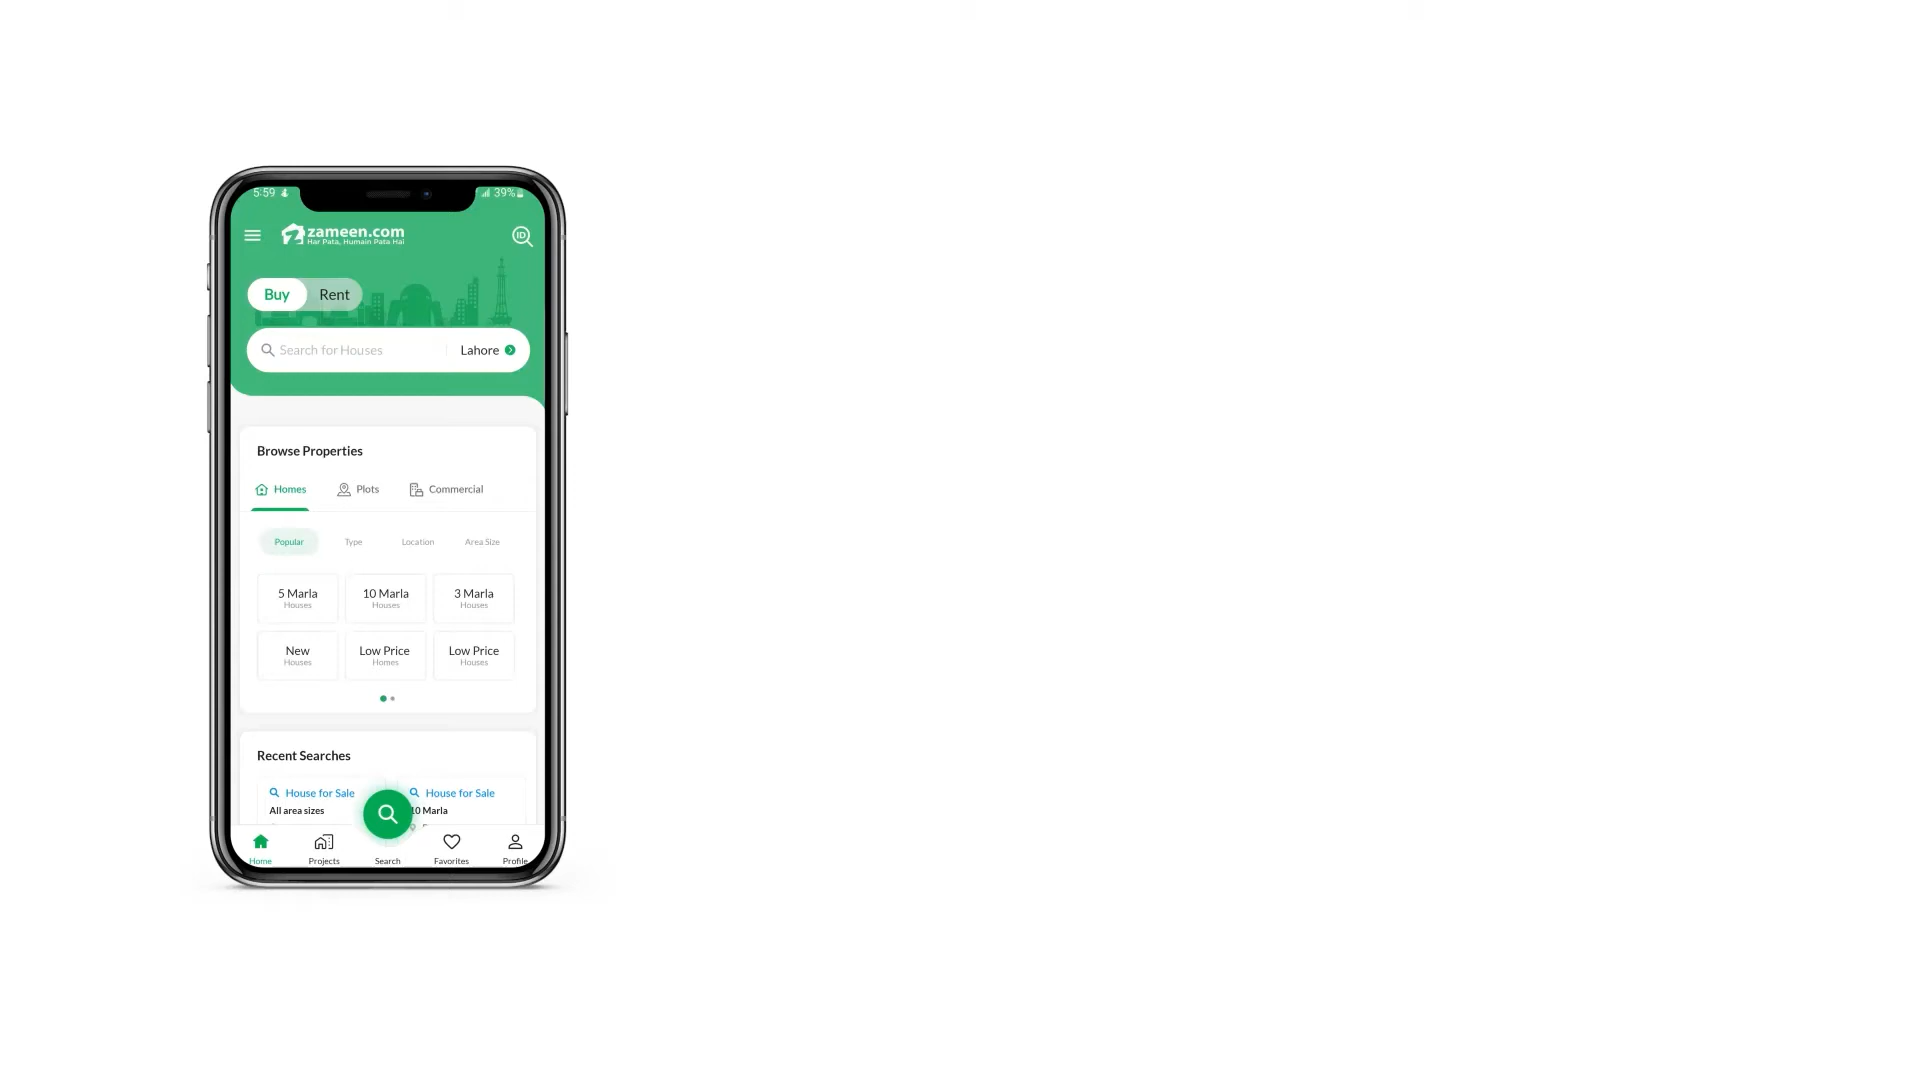 5:59
39%
zameen.com
Har Pata, Humain Pata Hai
ID
Buy Rent
Search for Houses Lahore
Browse Properties
Homes Plots Commercial
Popular Type Location Area Size
5 Marla 10 Marla 3 Marla
Houses Houses Houses
New Low Price Low Price
Houses Homes Houses
Recent Searches
House for Sale House for Sale
All area sizes 10 Marla
Home Projects Search Favorites Profile